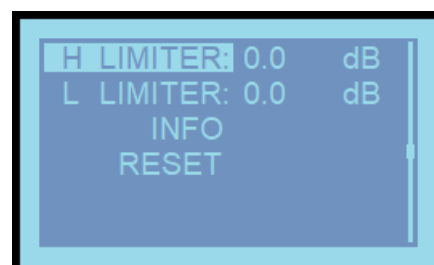 H LIMITER: 0.0 dB
L LIMITER: 0.0 dB
INFO
RESET